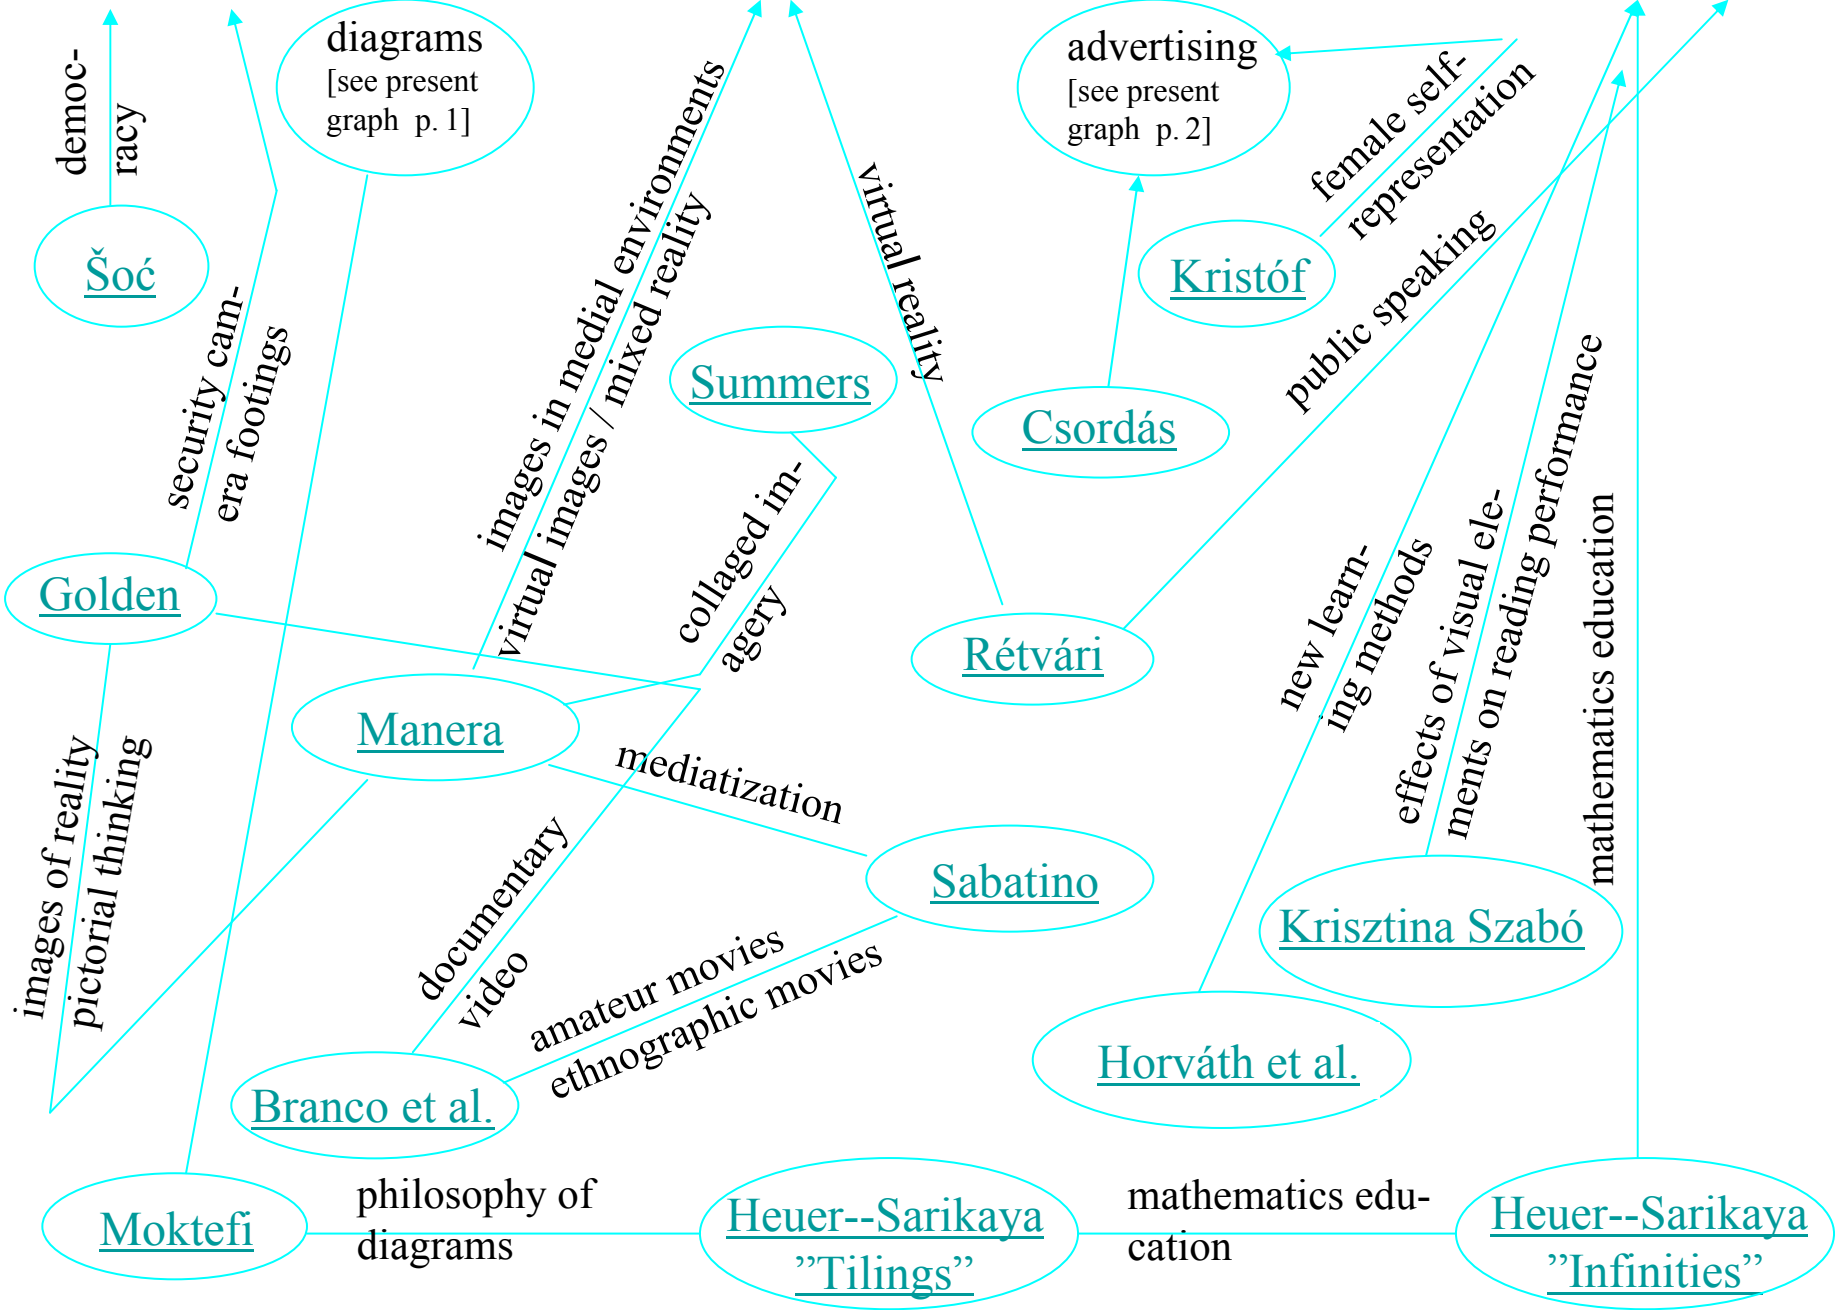 democ-
racy
diagrams
[see present
graph p. 1]
advertising
[see present
graph p. 2]
female self-
representation
Šoć
security cam-
era footings
images in medial environments
virtual images / mixed reality
virtual reality
Kristóf
public speaking
Summers
Csordás
collaged im-
agery
new learn-
ing methods
effects of visual ele-
ments on reading performance
mathematics education
Golden
Rétvári
Manera
images of reality
pictorial thinking
mediatization
documentary
video
Sabatino
Krisztina Szabó
amateur movies
ethnographic movies
Horváth et al.
Branco et al.
Moktefi
philosophy of
diagrams
Heuer--Sarikaya
”Tilings”
mathematics edu-
cation
Heuer--Sarikaya
”Infinities”